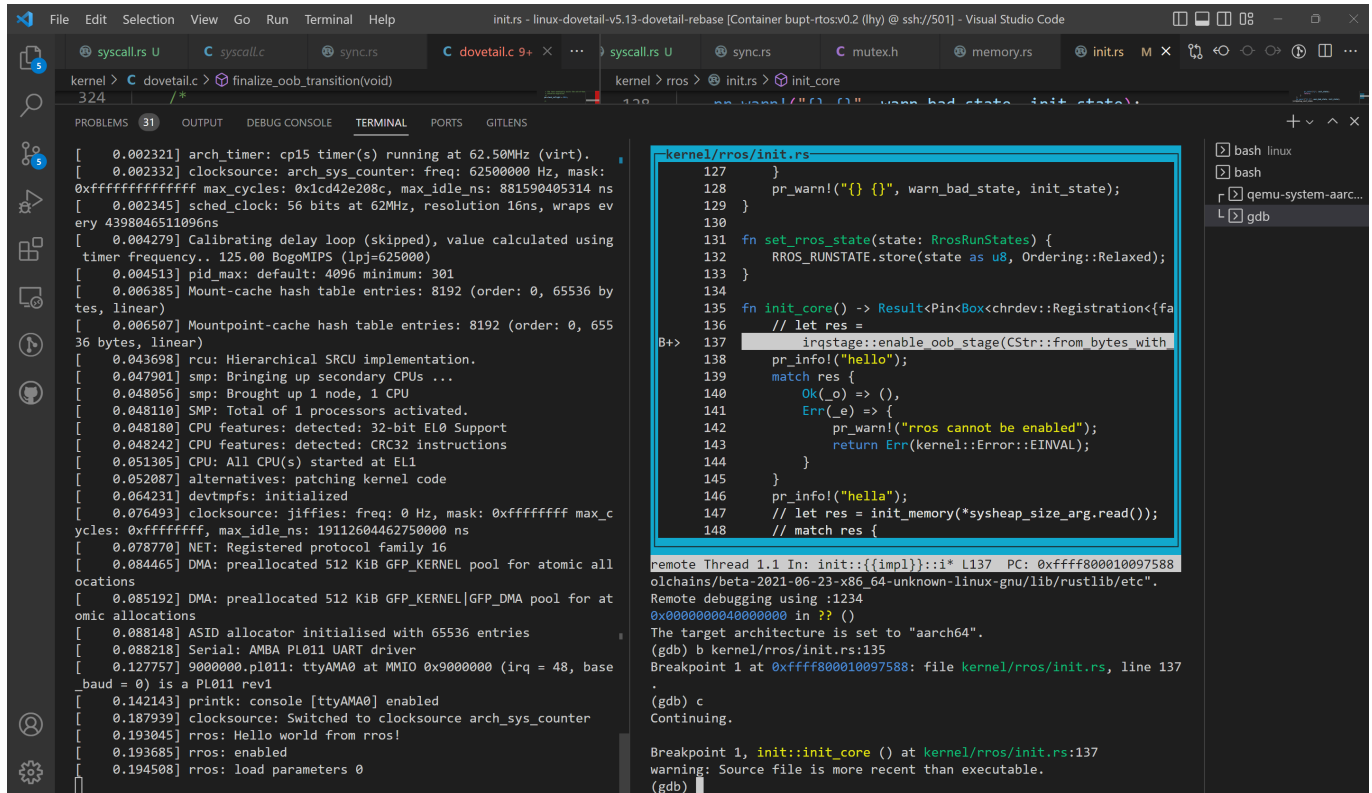 File Edit Selection View Go Run Terminal Help
init.rs - linux-dovetail-v5.13-dovetail-rebase [Container bupt-rtos:v0.2 (lhy) @ ssh://501] - Visual Studio Code
syscall.rs U syscall.c sync.rs dovetail.c 9+ syscall.rs U sync.rs mutex.h memory.rs init.rs M
kernel > dovetail.c > finalize_oob_transition(void)
kernel > rros > init.rs > init_core
324 /*
128 pr_warn!("{} {}", warn_bad_state, init_state);
PROBLEMS 31 OUTPUT DEBUG CONSOLE TERMINAL PORTS GITLENS
[    0.002321] arch_timer: cp15 timer(s) running at 62.50MHz (virt).
[    0.002332] clocksource: arch_sys_counter: freq: 62500000 Hz, mask:
0xffffffffffffff max_cycles: 0x1cd42e208c, max_idle_ns: 881590405314 ns
[    0.002345] sched_clock: 56 bits at 62MHz, resolution 16ns, wraps ev
ery 4398046511096ns
[    0.004279] Calibrating delay loop (skipped), value calculated using
 timer frequency.. 125.00 BogoMIPS (lpj=625000)
[    0.004513] pid_max: default: 4096 minimum: 301
[    0.006385] Mount-cache hash table entries: 8192 (order: 0, 65536 by
tes, linear)
[    0.006507] Mountpoint-cache hash table entries: 8192 (order: 0, 655
36 bytes, linear)
[    0.043698] rcu: Hierarchical SRCU implementation.
[    0.047901] smp: Bringing up secondary CPUs ...
[    0.048056] smp: Brought up 1 node, 1 CPU
[    0.048110] SMP: Total of 1 processors activated.
[    0.048180] CPU features: detected: 32-bit EL0 Support
[    0.048242] CPU features: detected: CRC32 instructions
[    0.051305] CPU: All CPU(s) started at EL1
[    0.052087] alternatives: patching kernel code
[    0.064231] devtmpfs: initialized
[    0.076493] clocksource: jiffies: freq: 0 Hz, mask: 0xffffffff max_c
ycles: 0xffffffff, max_idle_ns: 19112604462750000 ns
[    0.078770] NET: Registered protocol family 16
[    0.084465] DMA: preallocated 512 KiB GFP_KERNEL pool for atomic all
ocations
[    0.085192] DMA: preallocated 512 KiB GFP_KERNEL|GFP_DMA pool for at
omic allocations
[    0.088148] ASID allocator initialised with 65536 entries
[    0.088218] Serial: AMBA PL011 UART driver
[    0.127757] 9000000.pl011: ttyAMA0 at MMIO 0x9000000 (irq = 48, base
_baud = 0) is a PL011 rev1
[    0.142143] printk: console [ttyAMA0] enabled
[    0.187939] clocksource: Switched to clocksource arch_sys_counter
[    0.193045] rros: Hello world from rros!
[    0.193685] rros: enabled
[    0.194508] rros: load parameters 0
kernel/rros/init.rs
127     }
128     pr_warn!("{} {}", warn_bad_state, init_state);
129 }
130
131 fn set_rros_state(state: RrosRunStates) {
132     RROS_RUNSTATE.store(state as u8, Ordering::Relaxed);
133 }
134
135 fn init_core() -> Result<Pin<Box<chrdev::Registration<{fa
136     // let res =
B+> 137         irqstage::enable_oob_stage(CStr::from_bytes_with_
138     pr_info!("hello");
139     match res {
140         Ok(_o) => (),
141         Err(_e) => {
142             pr_warn!("rros cannot be enabled");
143             return Err(kernel::Error::EINVAL);
144         }
145     }
146     pr_info!("hella");
147     // let res = init_memory(*sysheap_size_arg.read());
148     // match res {
remote Thread 1.1 In: init::{{impl}}::i* L137  PC: 0xffff800010097588
olchains/beta-2021-06-23-x86_64-unknown-linux-gnu/lib/rustlib/etc".
Remote debugging using :1234
0x0000000040000000 in ?? ()
The target architecture is set to "aarch64".
(gdb) b kernel/rros/init.rs:135
Breakpoint 1 at 0xffff800010097588: file kernel/rros/init.rs, line 137
.
(gdb) c
Continuing.
Breakpoint 1, init::init_core () at kernel/rros/init.rs:137
warning: Source file is more recent than executable.
(gdb)
bash linux
bash
qemu-system-aarc...
gdb
5
5